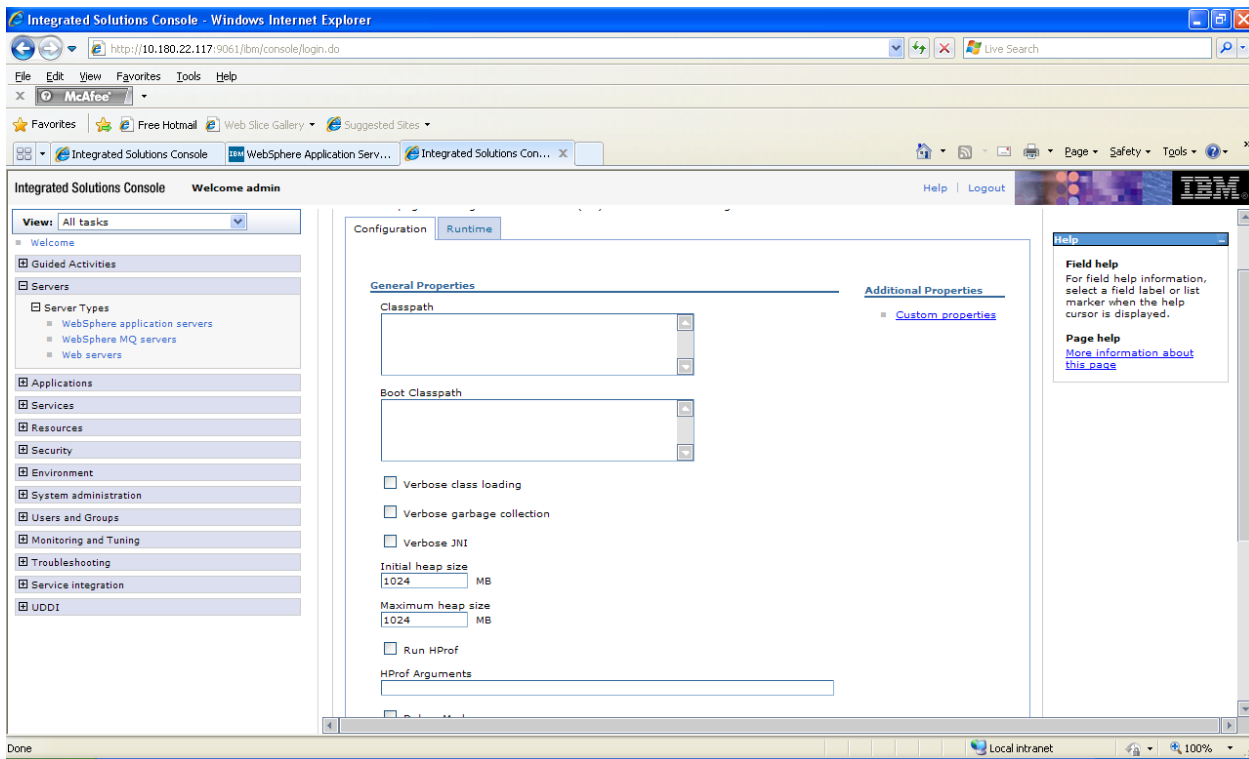 Integrated Solutions Console - Windows Internet Explorer
http://10.180.22.117:9061/ibm/console/login.do
Live Search
File Edit View Favorites Tools Help
x McAfee
Favorites Free Hotmail Web Slice Gallery Suggested Sites
Integrated Solutions Console WebSphere Application Serv... Integrated Solutions Con... X
Page Safety Tools
Integrated Solutions Console Welcome admin Help | Logout IBM
View: All tasks
Welcome
Guided Activities
Servers
Server Types
WebSphere application servers
WebSphere MQ servers
Web servers
Applications
Services
Resources
Security
Environment
System administration
Users and Groups
Monitoring and Tuning
Troubleshooting
Service integration
UDDI
Configuration Runtime
General Properties
Classpath
Boot Classpath
Verbose class loading
Verbose garbage collection
Verbose JNI
Initial heap size
1024 MB
Maximum heap size
1024 MB
Run HProf
HProf Arguments
Additional Properties
Custom properties
Help
Field help
For field help information,
select a field label or list
marker when the help
cursor is displayed.
Page help
More information about
this page
Done Local intranet 100%